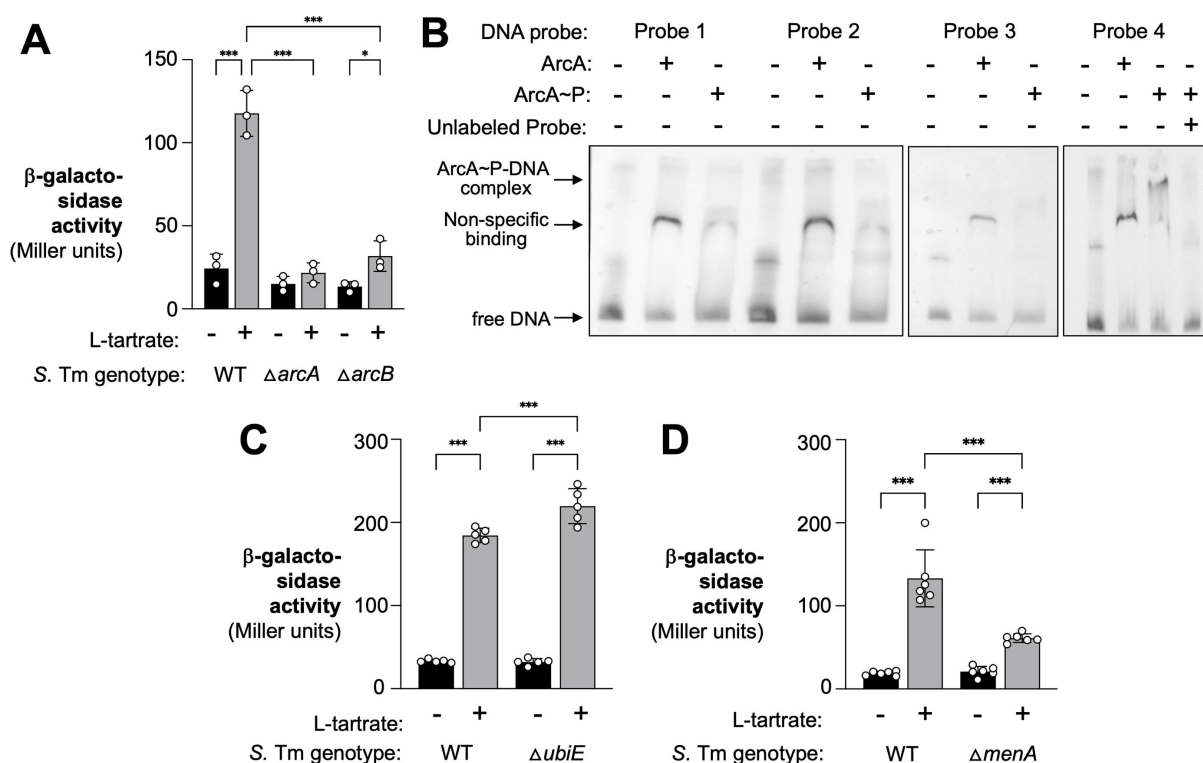 A
***
***
***
*
150
100
50
0
β-galacto-
sidase
activity
(Miller units)
L-tartrate: - + - + - +
S. Tm genotype: WT ΔarcA ΔarcB
B
DNA probe: Probe 1 Probe 2 Probe 3 Probe 4
ArcA: - + - - + - - + - - + - -
ArcA~P: - - + - - + - - + - - + +
Unlabeled Probe: - - - - - - - - - - - - +
ArcA~P-DNA
complex
Non-specific
binding
free DNA
C
***
***
***
300
200
100
0
β-galacto-
sidase
activity
(Miller units)
L-tartrate: - + - +
S. Tm genotype: WT ΔubiE
D
***
***
***
300
200
100
0
β-galacto-
sidase
activity
(Miller units)
L-tartrate: - + - +
S. Tm genotype: WT ΔmenA